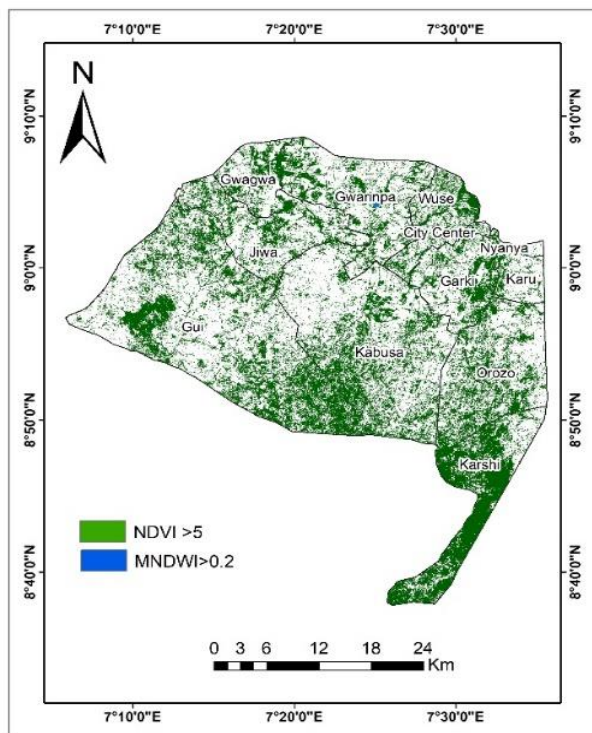 7°10'0"E 7°20'0"E 7°30'0"E
N
9°10'0"N 9°10'0"N
Gwagwa
Gwarinpa Wuse
City Center
Nyanya
Jiwa
9°0'0"N 9°0'0"N
Garki Karu
Gui
Kabusa
Orozo
8°50'0"N 8°50'0"N
Karshi
NDVI >5
MNDWI>0.2
8°40'0"N 8°40'0"N
0 3 6 12 18 24
Km
7°10'0"E 7°20'0"E 7°30'0"E